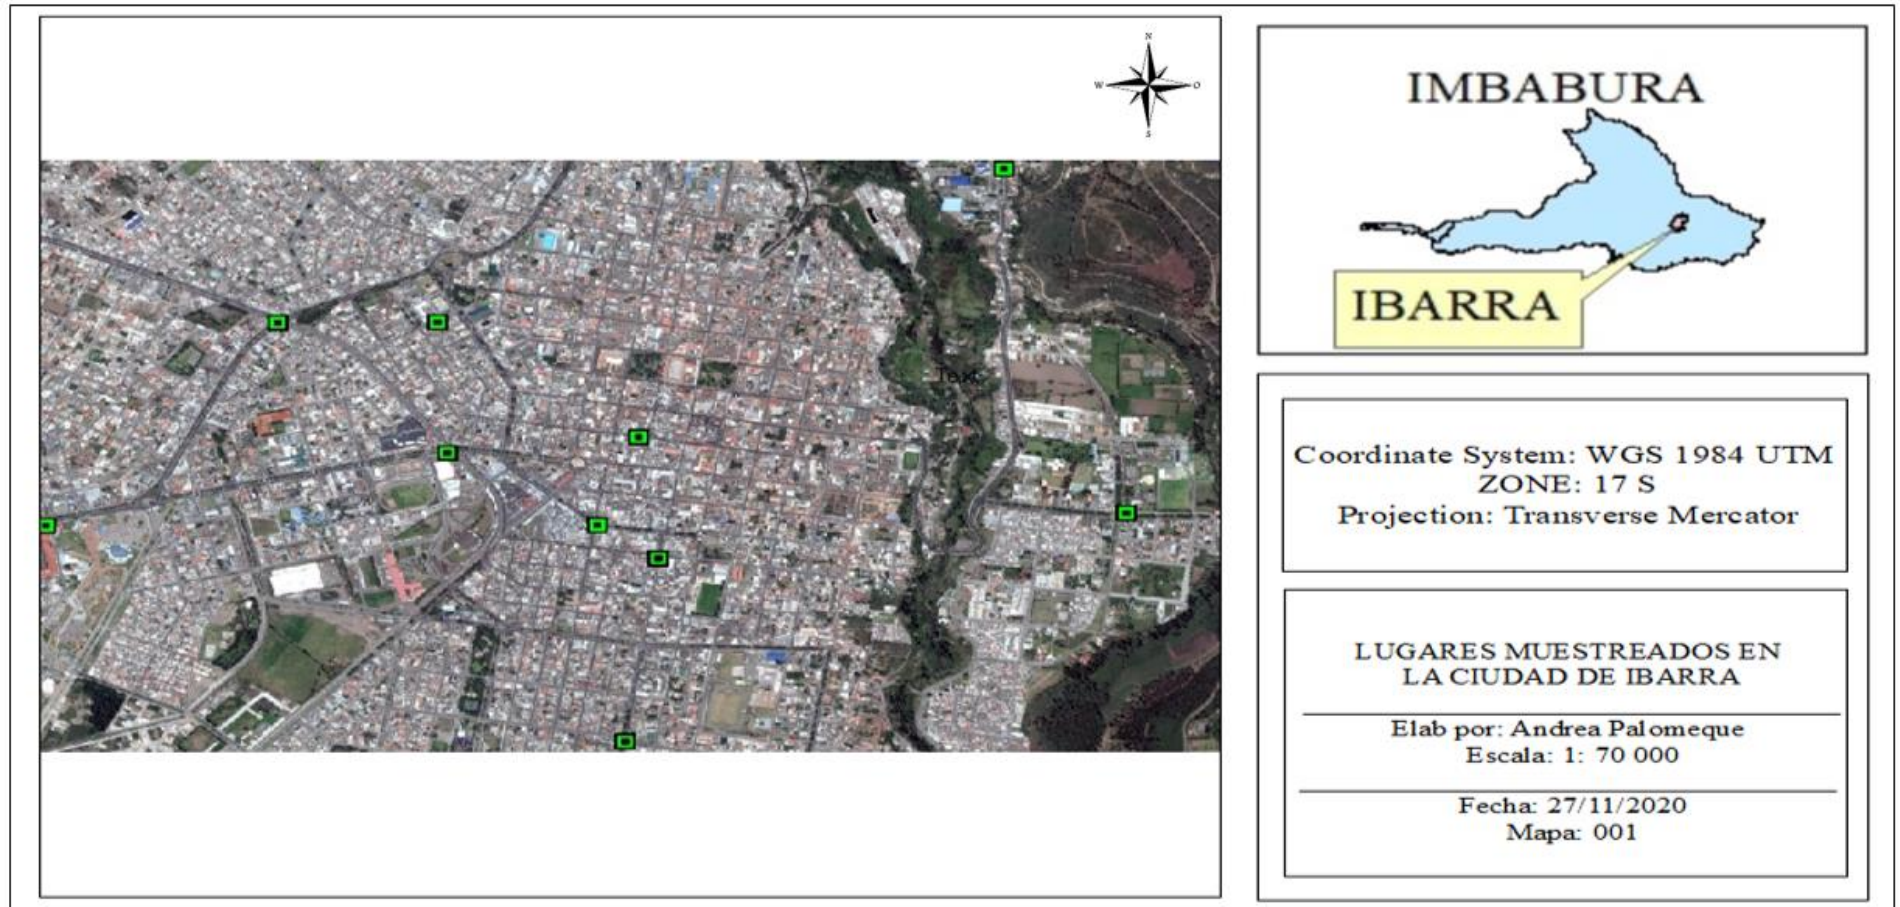 N
W
O
S
Text
IMBABURA
IBARRA
Coordinate System: WGS 1984 UTM
ZONE: 17 S
Projection: Transverse Mercator
LUGARES MUESTREADOS EN
LA CIUDAD DE IBARRA
Elab por: Andrea Palomeque
Escala: 1: 70 000
Fecha: 27/11/2020
Mapa: 001